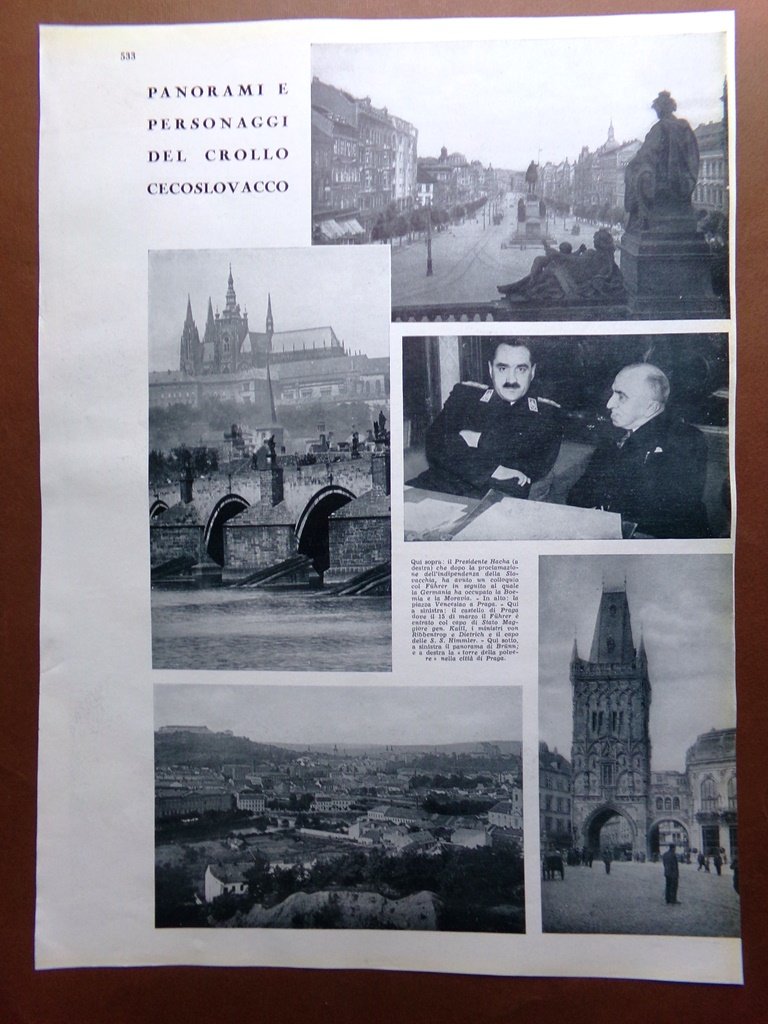 533
PANORAMI E
PERSONAGGI
DEL CROLLO
CECOSLOVACCO
Qui sopra: il Presidente Hacha (a
destra) che dopo la proclamazio-
ne dell'indipendenza della Slo-
vacchia, ha avuto un colloquio
col Führer in seguito al quale
la Germania ha occupato la Boe-
mia e la Moravia. - In alto: la
piazza Venceslao a Praga. - Qui
a sinistra: il castello di Praga
dove il 15 di marzo il Führer è
entrato col capo di Stato Mag-
giore gen. Kaitl, i ministri von
Ribbentrop e Dietrich e il capo
delle S. S. Himmler. - Qui sotto,
a sinistra il panorama di Brünn;
e a destra la « torre della polve-
re » nella città di Praga.